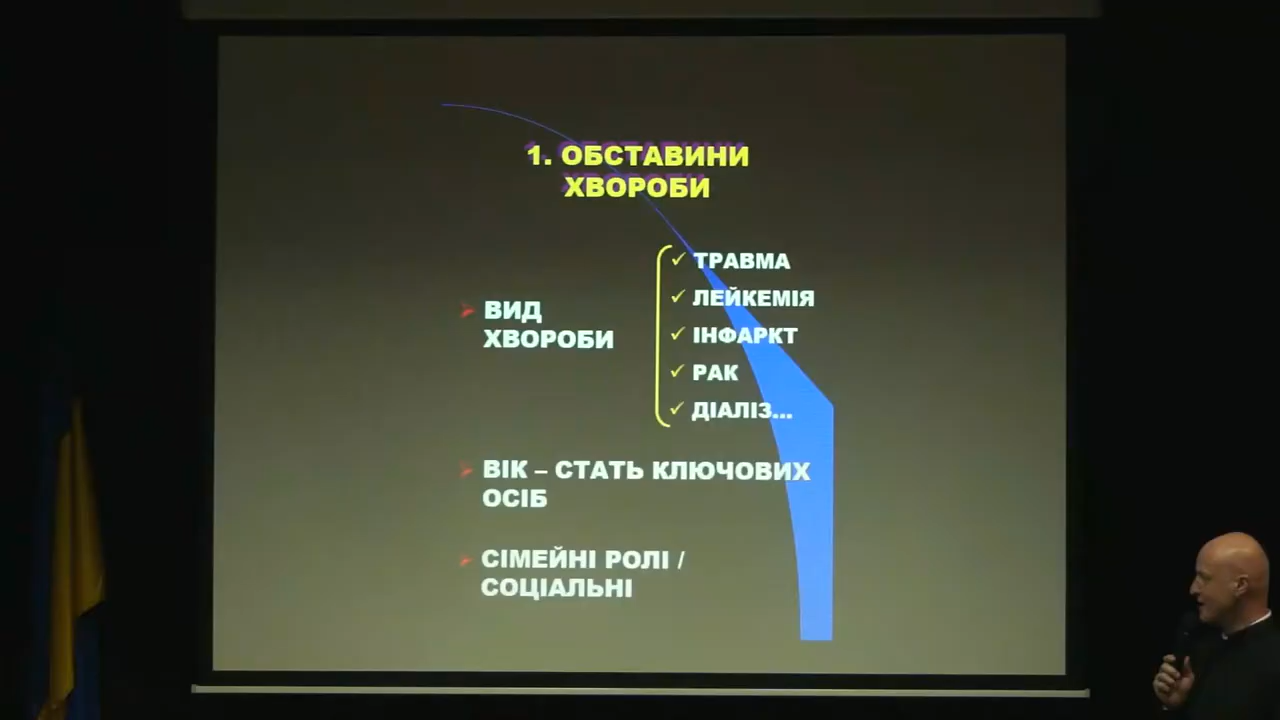 1. ОБСТАВИНИ
ХВОРОБИ
ВИД
ХВОРОБИ
ТРАВМА
ЛЕЙКЕМІЯ
ІНФАРКТ
РАК
ДІАЛІЗ...
ВІК – СТАТЬ КЛЮЧОВИХ
ОСІБ
СІМЕЙНІ РОЛІ /
СОЦІАЛЬНІ